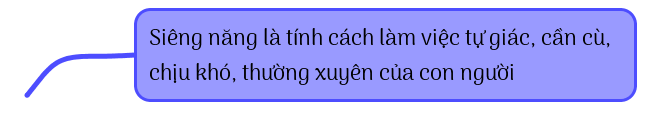 Siêng năng là tính cách làm việc tự giác, cần cù,
chịu khó, thường xuyên của con người